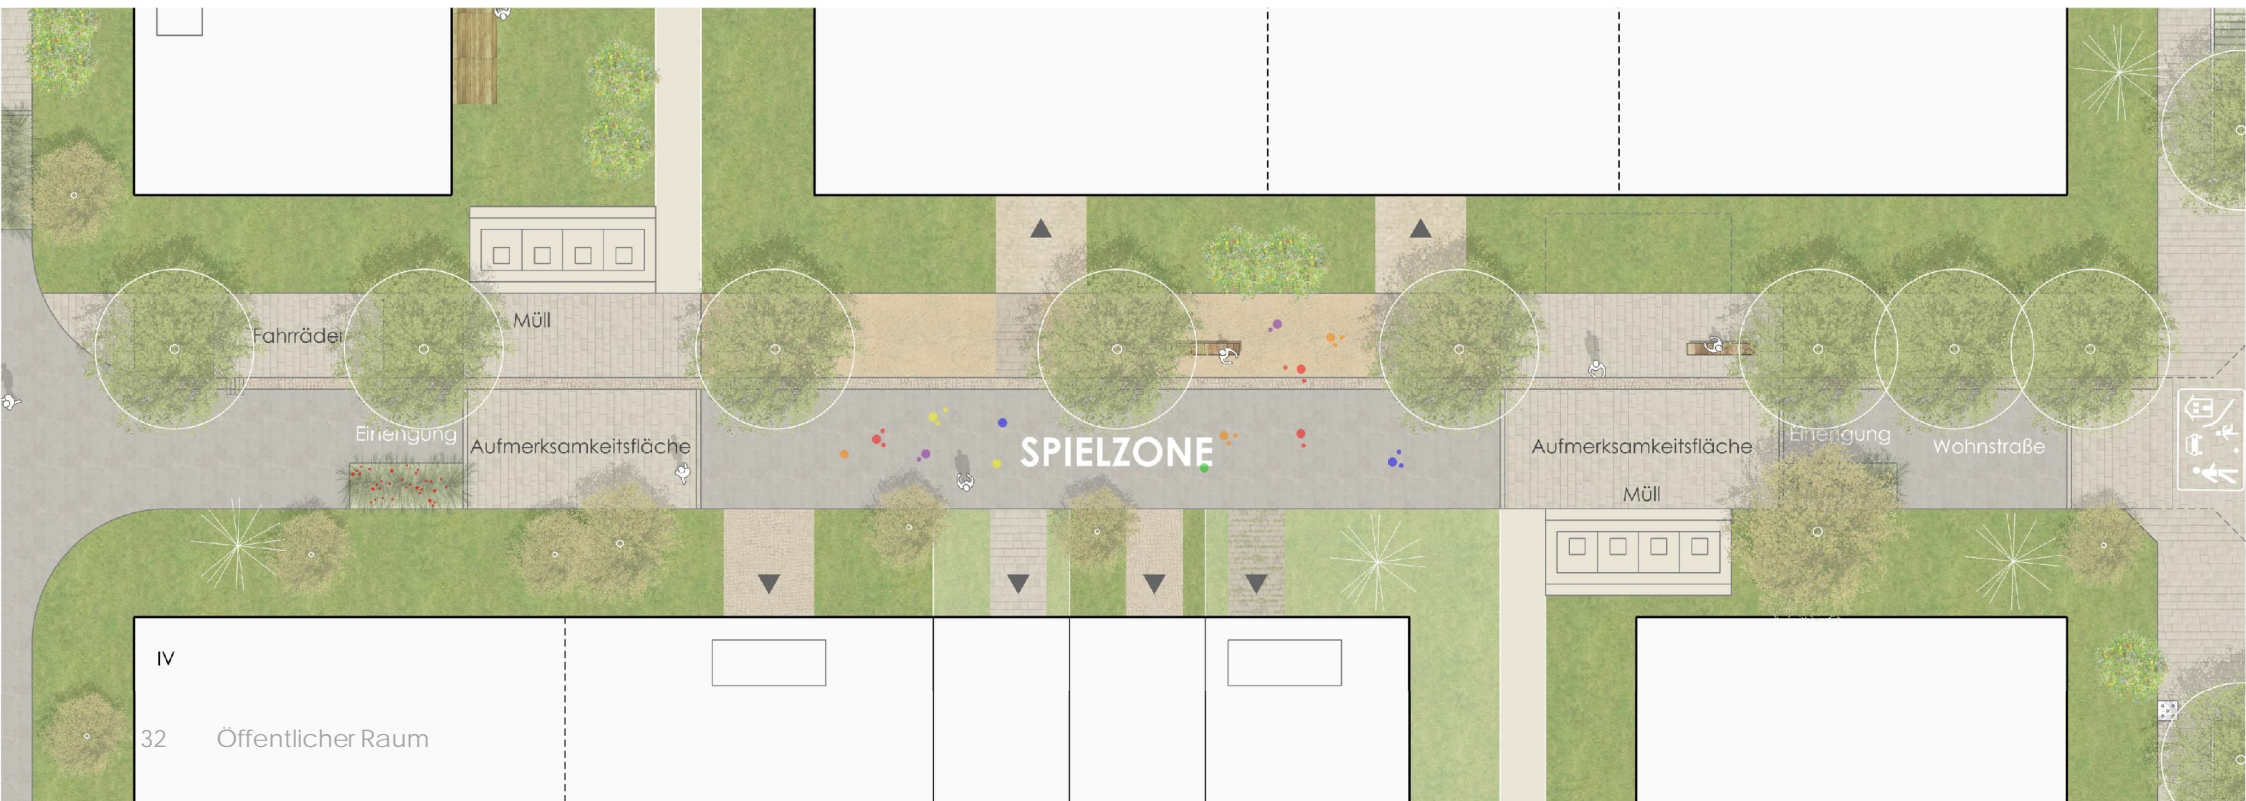 Fahrräder
Müll
Einengung
Aufmerksamkeitsfläche
SPIELZONE
Aufmerksamkeitsfläche
Einengung
Wohnstraße
Müll
IV
32 Öffentlicher Raum